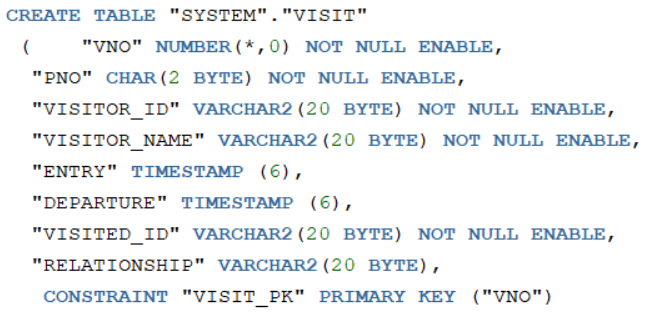 CREATE TABLE "SYSTEM"."VISIT"
( "VNO" NUMBER(*,0) NOT NULL ENABLE,
"PNO" CHAR(2 BYTE) NOT NULL ENABLE,
"VISITOR_ID" VARCHAR2(20 BYTE) NOT NULL ENABLE,
"VISITOR_NAME" VARCHAR2(20 BYTE) NOT NULL ENABLE,
"ENTRY" TIMESTAMP (6),
"DEPARTURE" TIMESTAMP (6),
"VISITED_ID" VARCHAR2(20 BYTE) NOT NULL ENABLE,
"RELATIONSHIP" VARCHAR2(20 BYTE),
CONSTRAINT "VISIT_PK" PRIMARY KEY ("VNO")